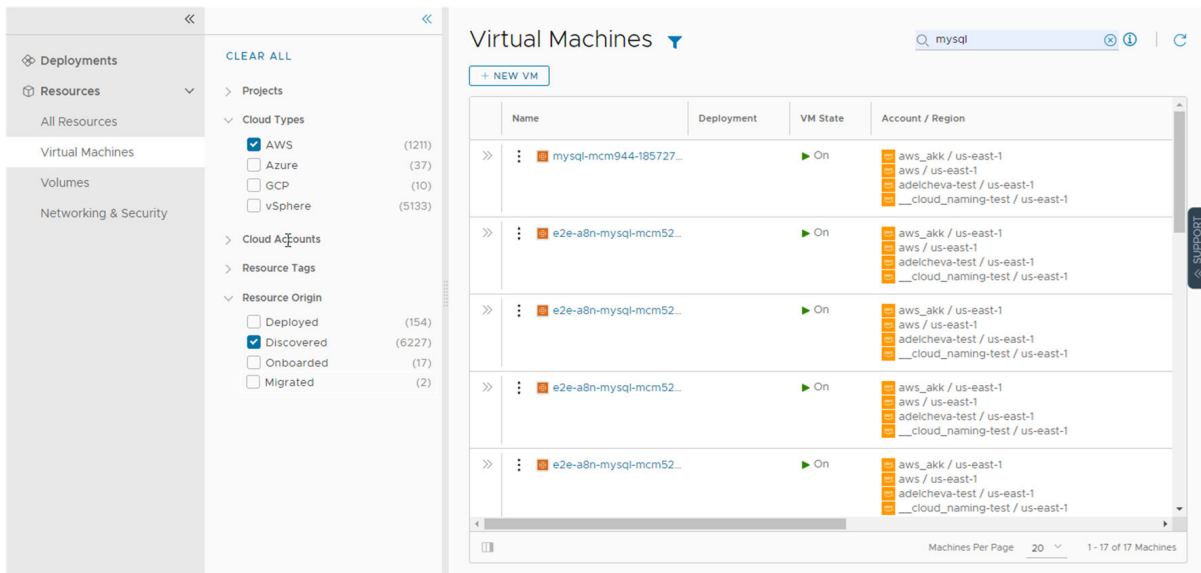 Deployments
Resources
All Resources
Virtual Machines
Volumes
Networking & Security
CLEAR ALL
Projects
Cloud Types
AWS (1211)
Azure (37)
GCP (10)
vSphere (5133)
Cloud Accounts
Resource Tags
Resource Origin
Deployed (154)
Discovered (6227)
Onboarded (17)
Migrated (2)
Virtual Machines
mysql
+ NEW VM
Name Deployment VM State Account / Region
mysql-mcm944-185727... On aws_akk / us-east-1
aws / us-east-1
adelcheva-test / us-east-1
__cloud_naming-test / us-east-1
e2e-a8n-mysql-mcm52... On aws_akk / us-east-1
aws / us-east-1
adelcheva-test / us-east-1
__cloud_naming-test / us-east-1
e2e-a8n-mysql-mcm52... On aws_akk / us-east-1
aws / us-east-1
adelcheva-test / us-east-1
__cloud_naming-test / us-east-1
e2e-a8n-mysql-mcm52... On aws_akk / us-east-1
aws / us-east-1
adelcheva-test / us-east-1
__cloud_naming-test / us-east-1
e2e-a8n-mysql-mcm52... On aws_akk / us-east-1
aws / us-east-1
adelcheva-test / us-east-1
__cloud_naming-test / us-east-1
Machines Per Page 20 1 - 17 of 17 Machines
SUPPORT